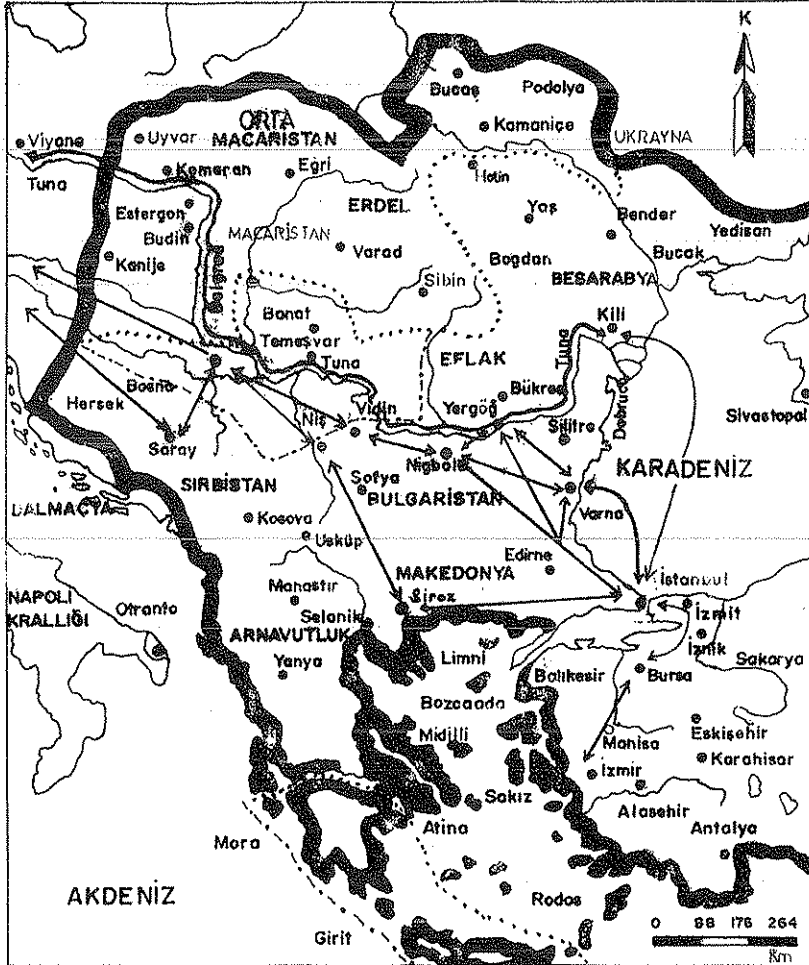 K
Bucaş
Podolya
Kamaniçe
UKRAYNA
ORTA
MACARİSTAN
Viyana
Uyvar
Komaran
Eğri
Hotin
Tuna
Estergon
Budin
ERDEL
Yaş
Bender
Yedisan
MACARİSTAN
Varad
Bogdan
Bucak
Kanije
BESARABYA
Sibin
Kili
Banat
Temeşvar
Tuna
EFLAK
Tuna
Bosna
Bükreş
Dobruca
Hersek
Yergöğ
Sivastopal
Saray
Niş
Vidin
Silitre
Niğbolu
KARADENİZ
SIRBİSTAN
Sofya
BULGARİSTAN
DALMAÇYA
Kosova
Varna
Usküp
Edirne
MAKEDONYA
İstanbul
NAPOLİ
KRALLIĞI
Manastır
Siroz
Otranto
Selanik
İzmit
ARNAVUTLUK
İznik
Yanya
Limni
Balıkesir
Bursa
Sakarya
Bozcaada
Eskişehir
Midilli
Manisa
Karahisar
İzmir
Sakız
Alaşehir
Atina
Antalya
Mora
AKDENİZ
Rodos
Girit
0 88 176 264
Km